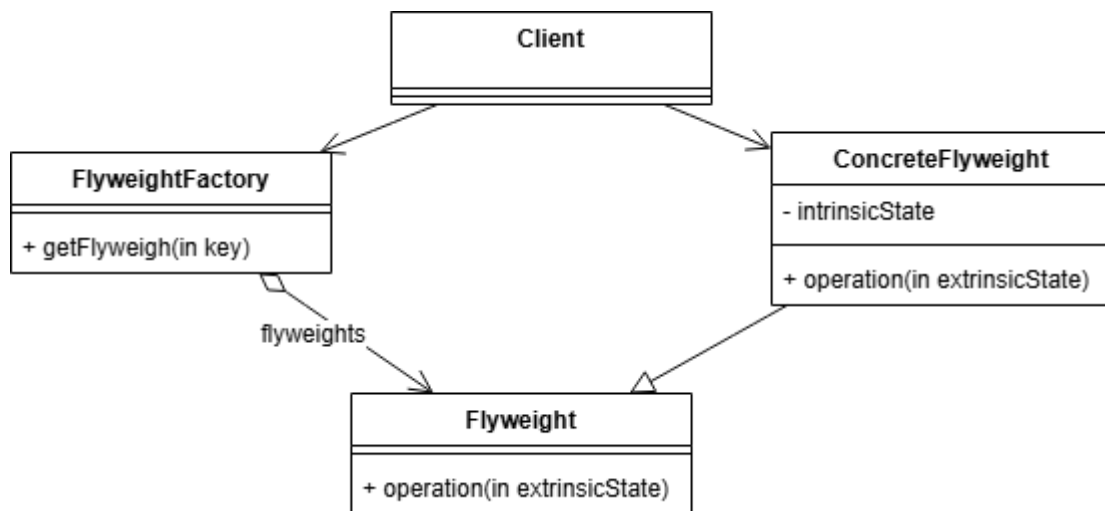 Client
FlyweightFactory
+ getFlyweigh(in key)
ConcreteFlyweight
- intrinsicState
+ operation(in extrinsicState)
flyweights
Flyweight
+ operation(in extrinsicState)